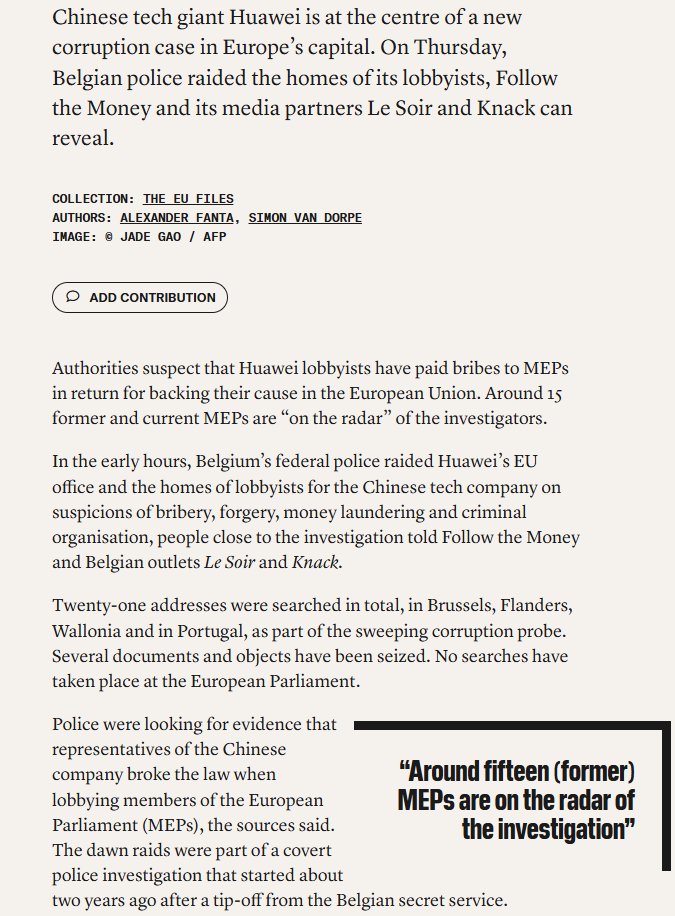 Chinese tech giant Huawei is at the centre of a new
corruption case in Europe’s capital. On Thursday,
Belgian police raided the homes of its lobbyists, Follow
the Money and its media partners Le Soir and Knack can
reveal.
COLLECTION: THE EU FILES
AUTHORS: ALEXANDER FANTA, SIMON VAN DORPE
IMAGE: © JADE GAO / AFP
ADD CONTRIBUTION
Authorities suspect that Huawei lobbyists have paid bribes to MEPs
in return for backing their cause in the European Union. Around 15
former and current MEPs are “on the radar” of the investigators.
In the early hours, Belgium’s federal police raided Huawei’s EU
office and the homes of lobbyists for the Chinese tech company on
suspicions of bribery, forgery, money laundering and criminal
organisation, people close to the investigation told Follow the Money
and Belgian outlets Le Soir and Knack.
Twenty-one addresses were searched in total, in Brussels, Flanders,
Wallonia and in Portugal, as part of the sweeping corruption probe.
Several documents and objects have been seized. No searches have
taken place at the European Parliament.
Police were looking for evidence that
representatives of the Chinese
company broke the law when
lobbying members of the European
Parliament (MEPs), the sources said.
The dawn raids were part of a covert
police investigation that started about
two years ago after a tip-off from the Belgian secret service.
“Around fifteen (former)
MEPs are on the radar of
the investigation”